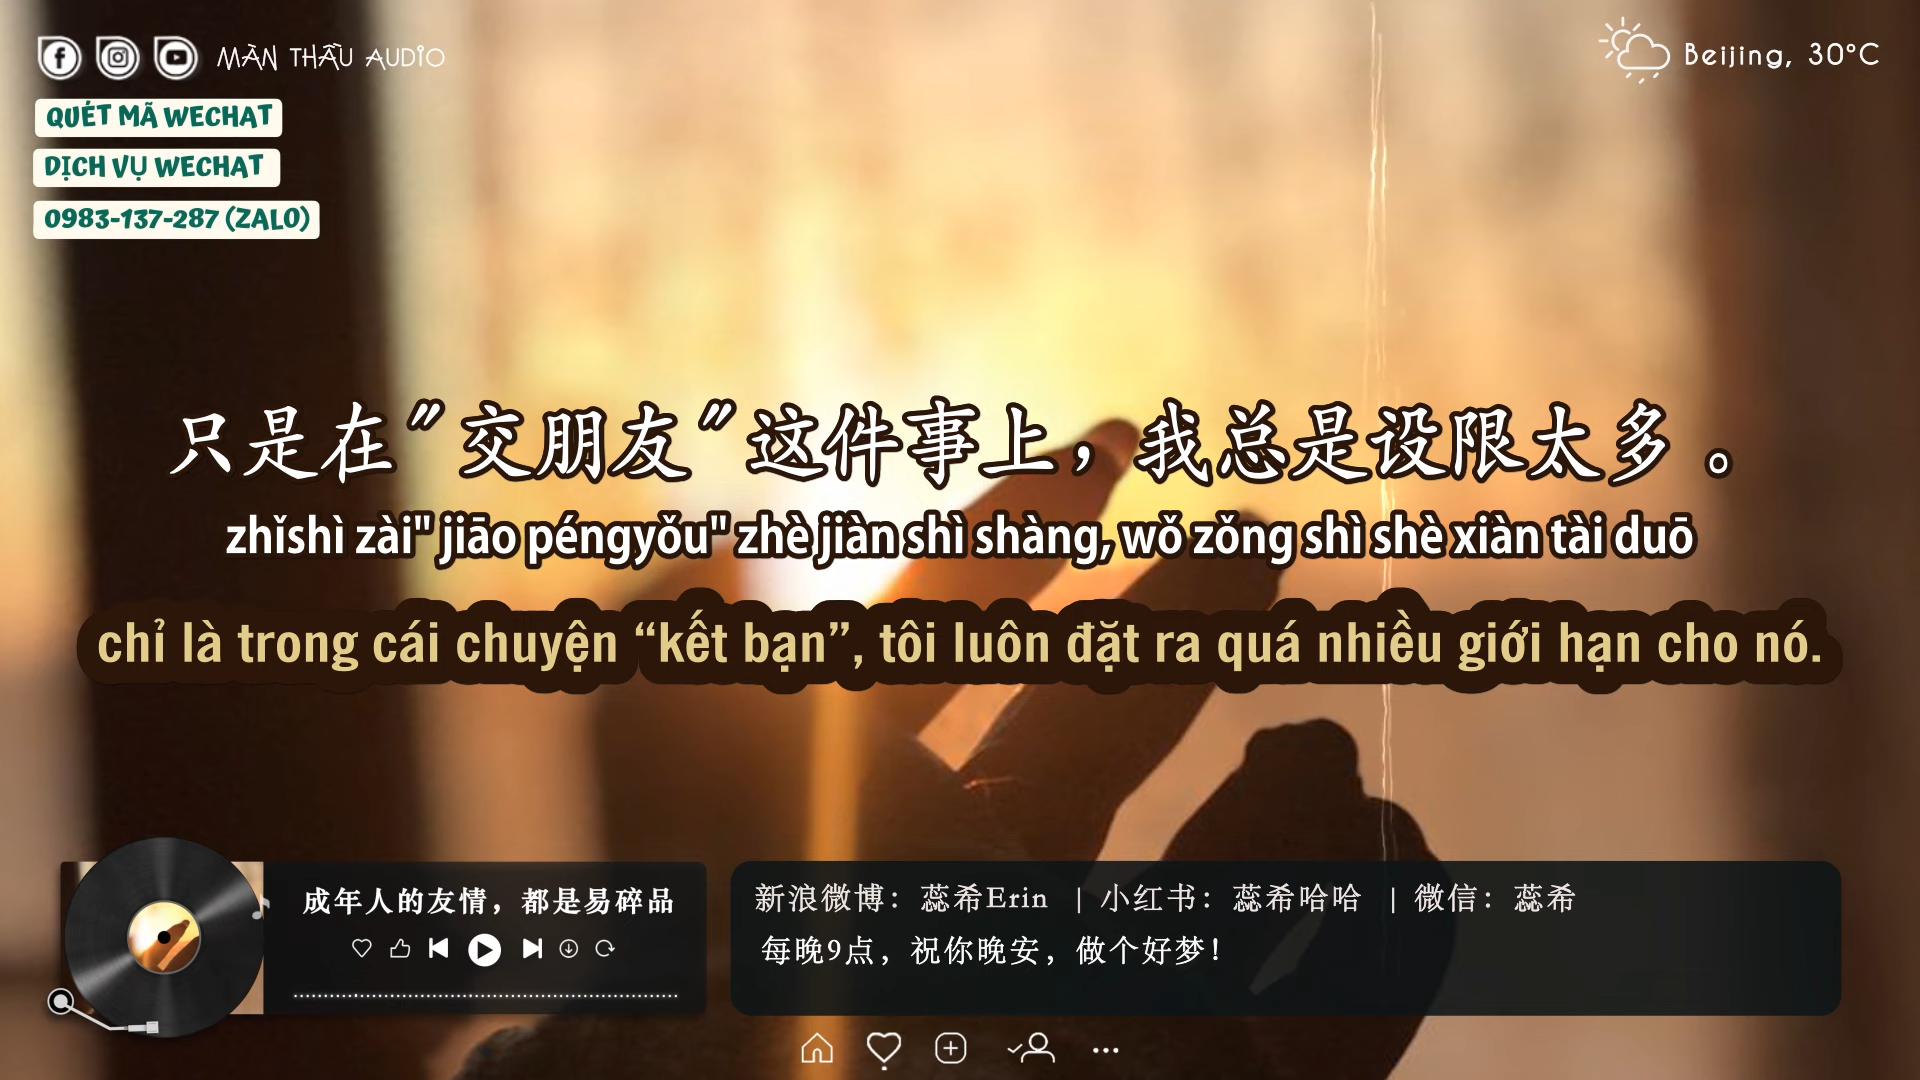 MÀN THẦU AUDIO
Beijing, 30°C
QUÉT MÃ WECHAT
DỊCH VỤ WECHAT
0983-137-287 (ZALO)
只是在"交朋友"这件事上，我总是设限太多 。
zhǐshì zài" jiāo péngyǒu" zhè jiàn shì shàng, wǒ zǒng shì shè xiàn tài duō
chỉ là trong cái chuyện “kết bạn”, tôi luôn đặt ra quá nhiều giới hạn cho nó.
成年人的友情，都是易碎品
新浪微博：蕊希Erin ｜小红书：蕊希哈哈 ｜微信：蕊希
每晚9点，祝你晚安，做个好梦！